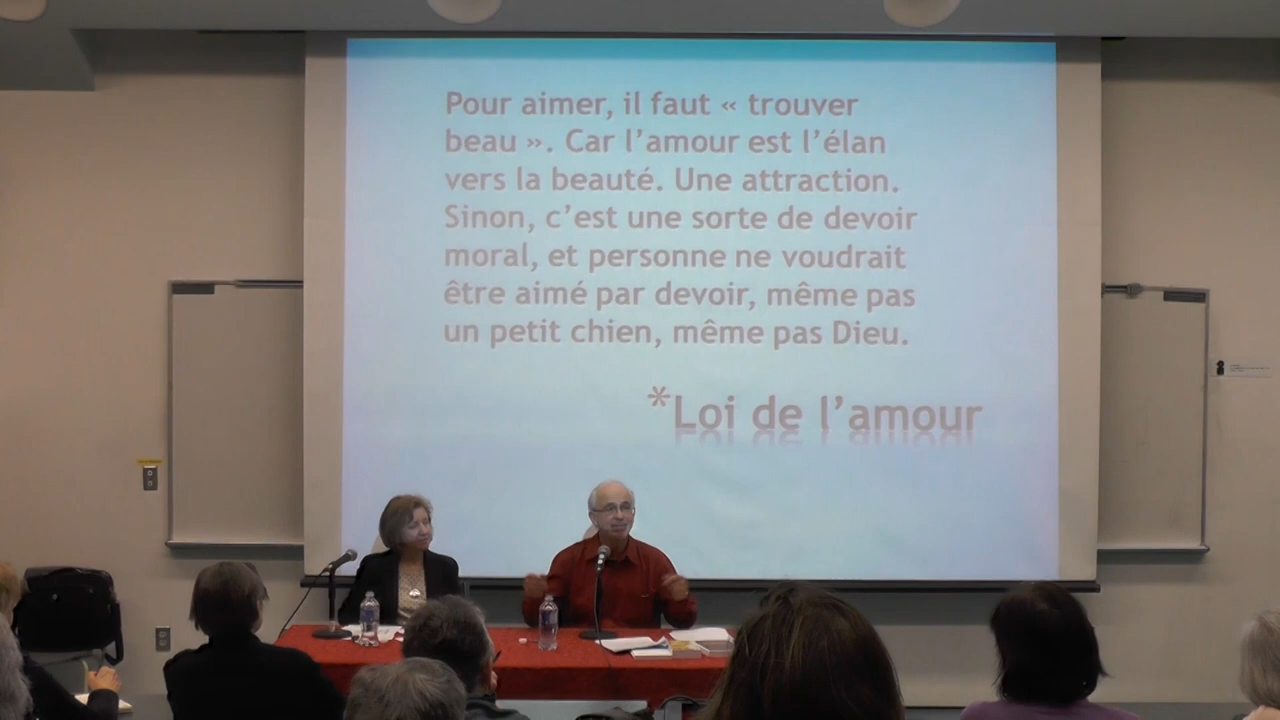 Pour aimer, il faut « trouver
beau ». Car l’amour est l’élan
vers la beauté. Une attraction.
Sinon, c’est une sorte de devoir
moral, et personne ne voudrait
être aimé par devoir, même pas
un petit chien, même pas Dieu.
*Loi de l’amour